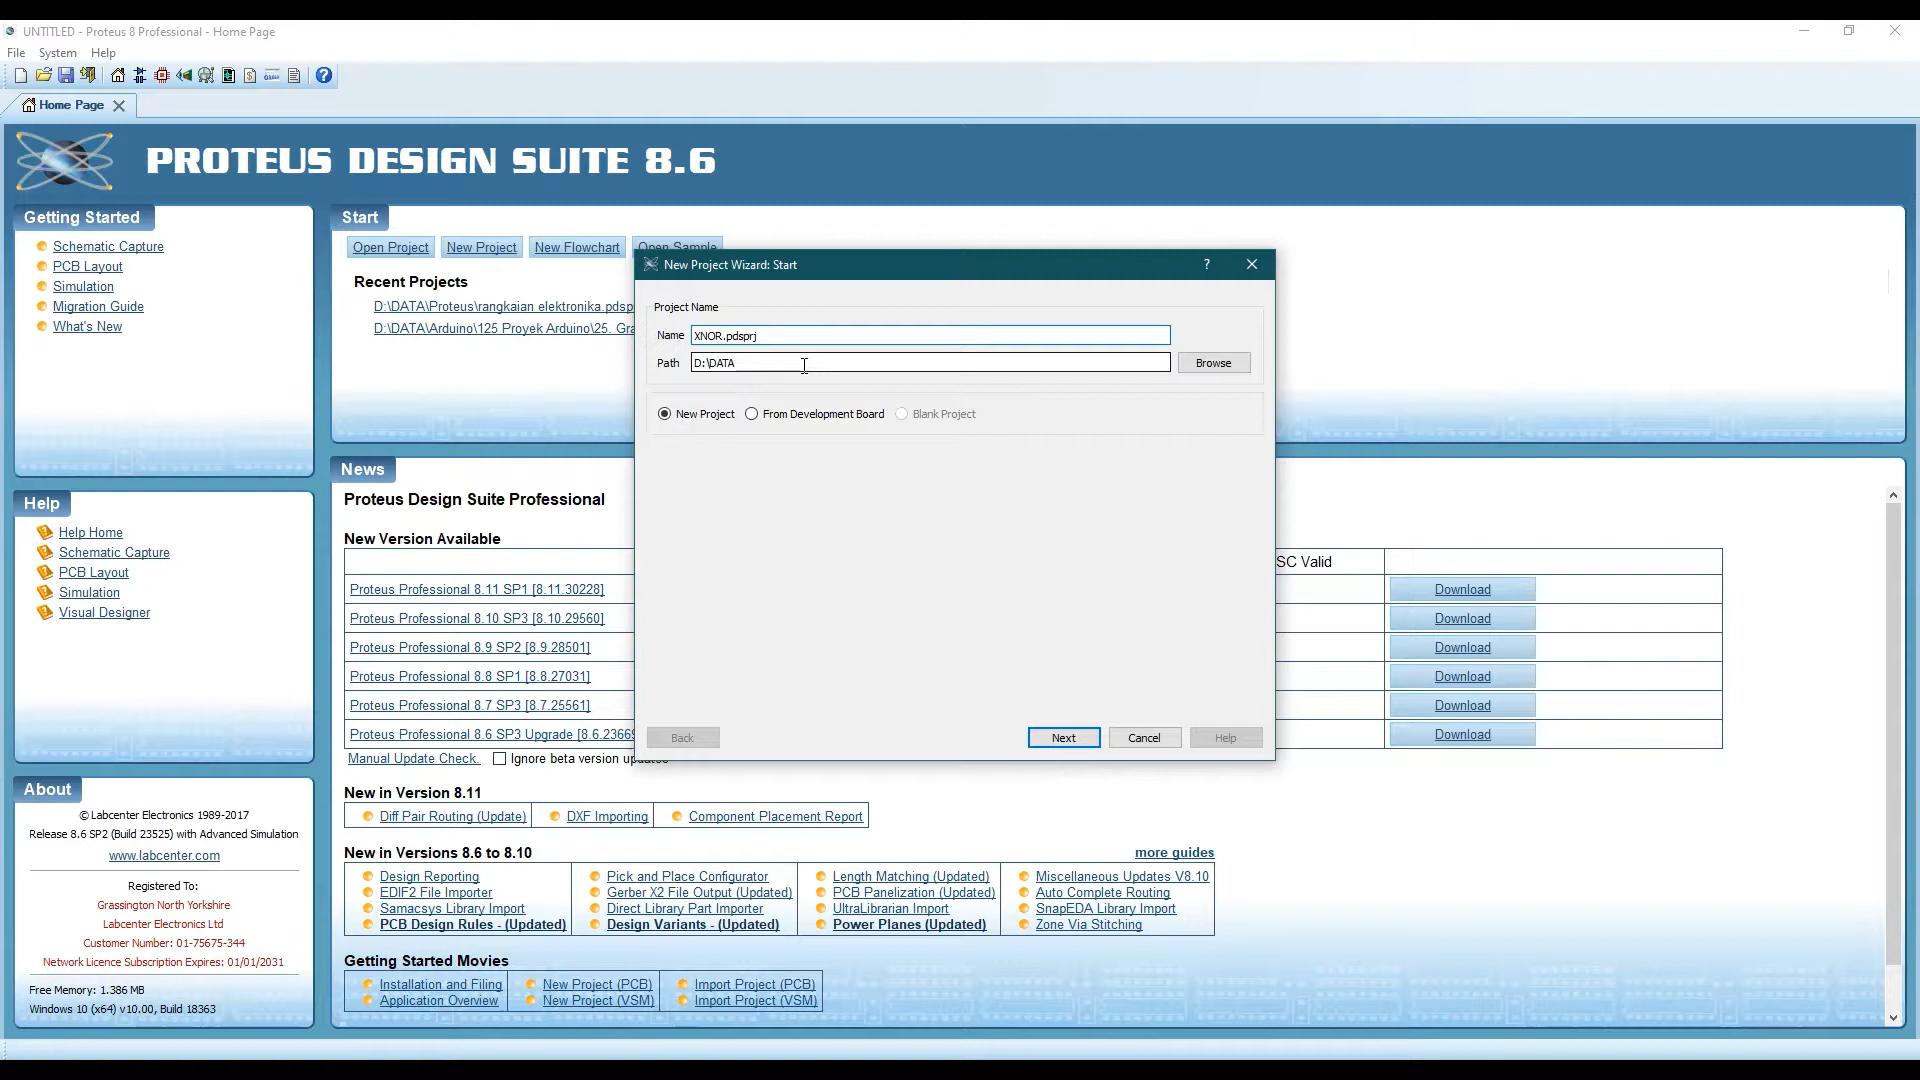 UNTITLED - Proteus 8 Professional - Home Page
File System Help
Home Page
PROTEUS DESIGN SUITE 8.6
Getting Started
Schematic Capture
PCB Layout
Simulation
Migration Guide
What's New
Start
Open Project New Project New Flowchart Open Sample
Recent Projects
D:\DATA\Proteus\rangkaian elektronika.pdsp
D:\DATA\Arduino\125 Proyek Arduino\25. Gra
New Project Wizard: Start
?
Project Name
Name XNOR.pdsprj
Path D:\DATA Browse
New Project From Development Board Blank Project
Back Next Cancel Help
Help
Help Home
Schematic Capture
PCB Layout
Simulation
Visual Designer
News
Proteus Design Suite Professional
New Version Available
SC Valid
Proteus Professional 8.11 SP1 [8.11.30228] Download
Proteus Professional 8.10 SP3 [8.10.29560] Download
Proteus Professional 8.9 SP2 [8.9.28501] Download
Proteus Professional 8.8 SP1 [8.8.27031] Download
Proteus Professional 8.7 SP3 [8.7.25561] Download
Proteus Professional 8.6 SP3 Upgrade [8.6.23669 Download
Manual Update Check. Ignore beta version updates
New in Version 8.11
Diff Pair Routing (Update) DXF Importing Component Placement Report
New in Versions 8.6 to 8.10 more guides
Design Reporting Pick and Place Configurator Length Matching (Updated) Miscellaneous Updates V8.10
EDIF2 File Importer Gerber X2 File Output (Updated) PCB Panelization (Updated) Auto Complete Routing
Samacsys Library Import Direct Library Part Importer UltraLibrarian Import SnapEDA Library Import
PCB Design Rules - (Updated) Design Variants - (Updated) Power Planes (Updated) Zone Via Stitching
Getting Started Movies
Installation and Filing New Project (PCB) Import Project (PCB)
Application Overview New Project (VSM) Import Project (VSM)
About
© Labcenter Electronics 1989-2017
Release 8.6 SP2 (Build 23525) with Advanced Simulation
www.labcenter.com
Registered To:
Grassington North Yorkshire
Labcenter Electronics Ltd
Customer Number: 01-75675-344
Network Licence Subscription Expires: 01/01/2031
Free Memory: 1.386 MB
Windows 10 (x64) v10.00, Build 18363